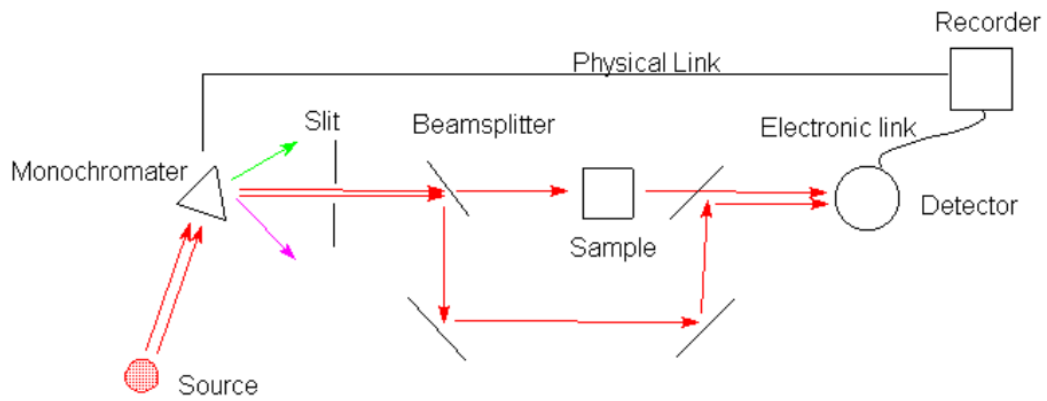 Recorder
Physical Link
Slit
Beamsplitter
Electronic link
Monochromater
Detector
Sample
Source